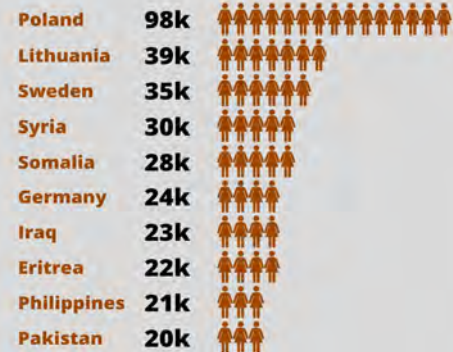 Poland 98k
Lithuania 39k
Sweden 35k
Syria 30k
Somalia 28k
Germany 24k
Iraq 23k
Eritrea 22k
Philippines 21k
Pakistan 20k